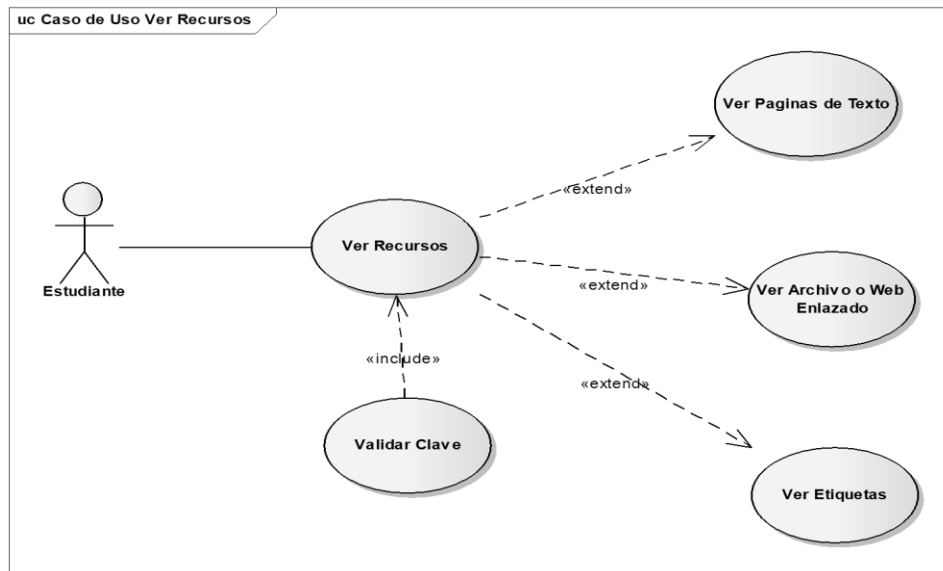 uc Caso de Uso Ver Recursos
Ver Paginas de Texto
«extend»
Ver Recursos
Estudiante
«extend»
Ver Archivo o Web
Enlazado
«include»
«extend»
Validar Clave
Ver Etiquetas